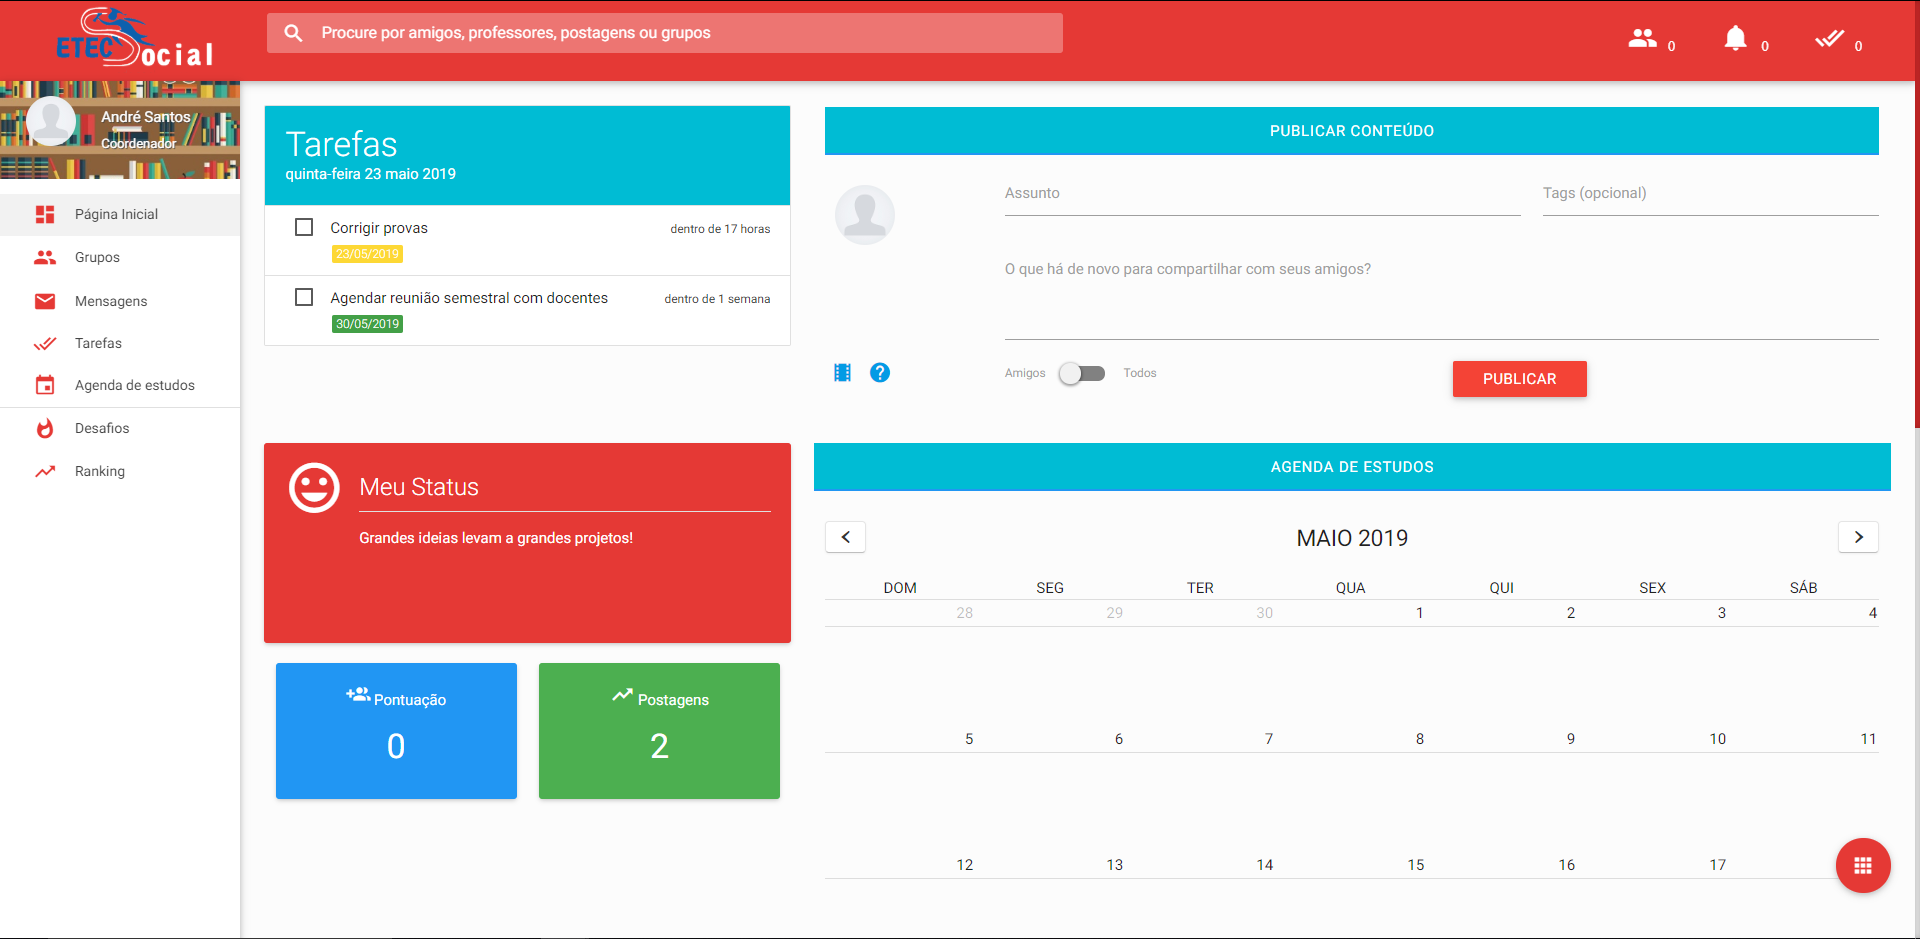 ETEC Social
Procure por amigos, professores, postagens ou grupos
0
0
0
André Santos
Coordenador
Página Inicial
Grupos
Mensagens
Tarefas
Agenda de estudos
Desafios
Ranking
Tarefas
quinta-feira 23 maio 2019
Corrigir provas
dentro de 17 horas
23/05/2019
Agendar reunião semestral com docentes
dentro de 1 semana
30/05/2019
PUBLICAR CONTEÚDO
Assunto
Tags (opcional)
O que há de novo para compartilhar com seus amigos?
?
Amigos
Todos
PUBLICAR
Meu Status
Grandes ideias levam a grandes projetos!
Pontuação
0
Postagens
2
AGENDA DE ESTUDOS
MAIO 2019
DOM SEG TER QUA QUI SEX SÁB
28 29 30 1 2 3 4
5 6 7 8 9 10 11
12 13 14 15 16 17